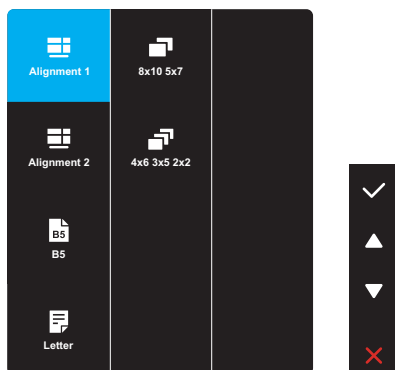 Alignment 1
8x10 5x7
Alignment 2
4x6 3x5 2x2
B5
B5
Letter